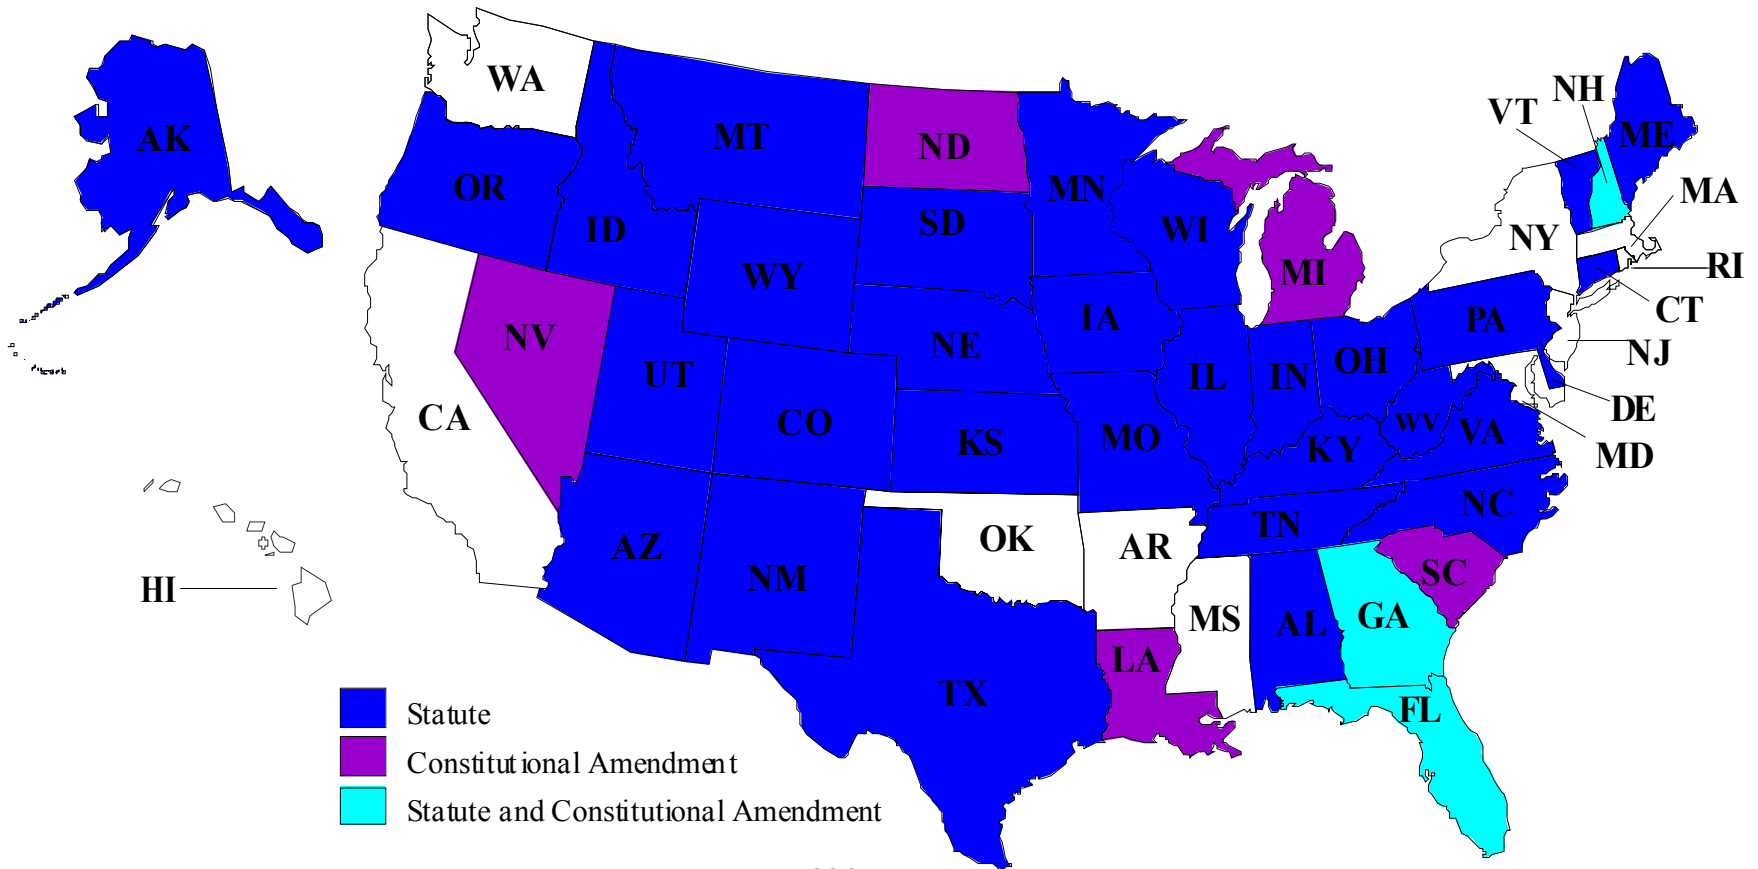 WA
AK
MT
ND
OR
ID
MN
SD
WI
WY
MI
NV
IA
NE
UT
IL
IN
OH
PA
CA
CO
KS
MO
WV
VA
KY
NC
TN
AZ
NM
OK
AR
SC
MS
AL
GA
LA
TX
FL
HI
VT
NH
ME
MA
NY
RI
CT
NJ
DE
MD
Statute
Constitutional Amendment
Statute and Constitutional Amendment